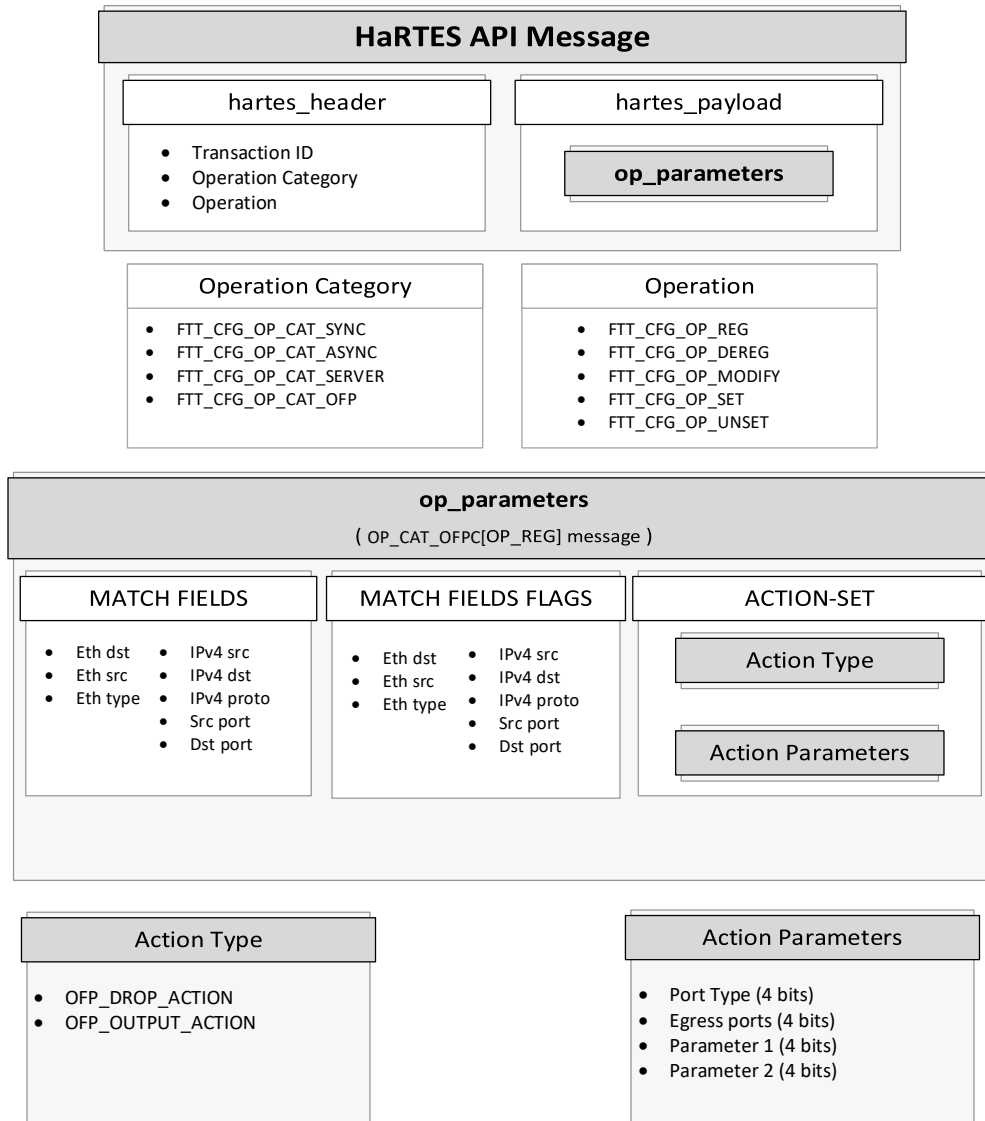 HaRTES API Message
hartes_header
• Transaction ID
• Operation Category
• Operation
hartes_payload
op_parameters
Operation Category
• FTT_CFG_OP_CAT_SYNC
• FTT_CFG_OP_CAT_ASYNC
• FTT_CFG_OP_CAT_SERVER
• FTT_CFG_OP_CAT_OFP
Operation
• FTT_CFG_OP_REG
• FTT_CFG_OP_DEREG
• FTT_CFG_OP_MODIFY
• FTT_CFG_OP_SET
• FTT_CFG_OP_UNSET
op_parameters
( OP_CAT_OFPC[OP_REG] message )
MATCH FIELDS
• Eth dst
• Eth src
• Eth type
• IPv4 src
• IPv4 dst
• IPv4 proto
• Src port
• Dst port
MATCH FIELDS FLAGS
• Eth dst
• Eth src
• Eth type
• IPv4 src
• IPv4 dst
• IPv4 proto
• Src port
• Dst port
ACTION-SET
Action Type
Action Parameters
Action Type
• OFP_DROP_ACTION
• OFP_OUTPUT_ACTION
Action Parameters
• Port Type (4 bits)
• Egress ports (4 bits)
• Parameter 1 (4 bits)
• Parameter 2 (4 bits)